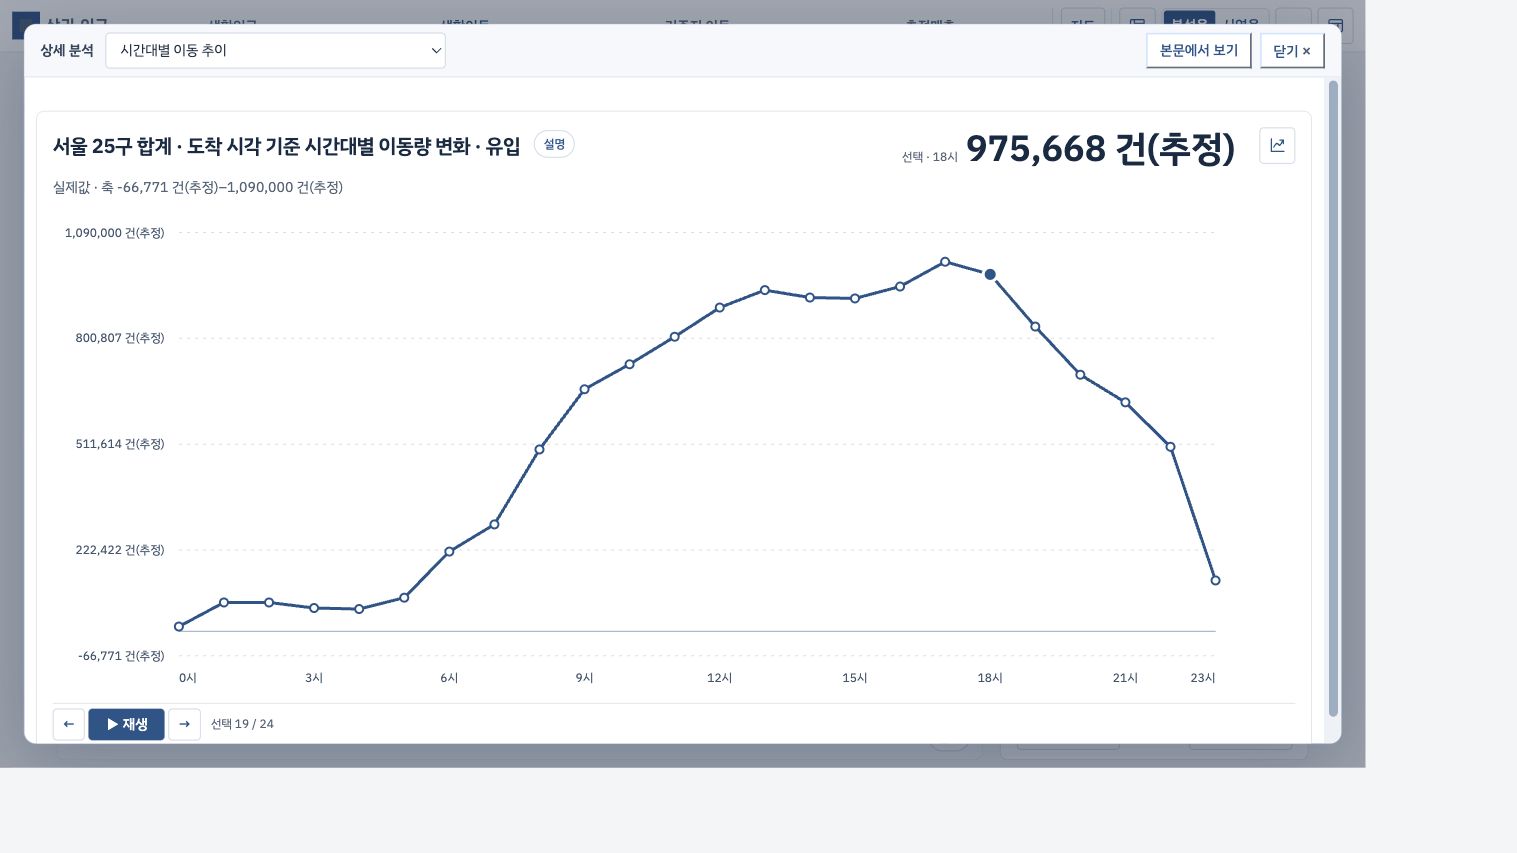 상세 분석
시간대별 이동 추이
본문에서 보기
닫기 ×
서울 25구 합계 · 도착 시각 기준 시간대별 이동량 변화 · 유입
설명
선택 · 18시 975,668 건(추정)
실제값 · 축 -66,771 건(추정)–1,090,000 건(추정)
1,090,000 건(추정)
800,807 건(추정)
511,614 건(추정)
222,422 건(추정)
-66,771 건(추정)
0시 3시 6시 9시 12시 15시 18시 21시 23시
← ▶ 재생 → 선택 19 / 24